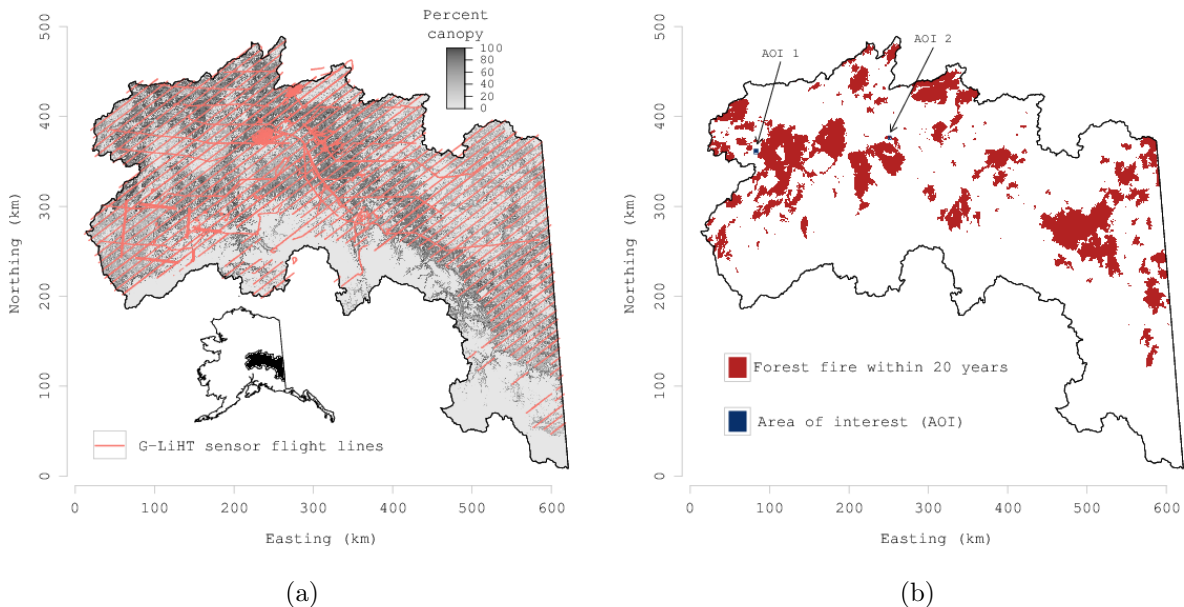 Percent
canopy
100
80
60
40
20
0
500
400
300
200
100
0
Northing (km)
G-LiHT sensor flight lines
0 100 200 300 400 500 600
Easting (km)
(a)
AOI 1
AOI 2
500
400
300
200
100
0
Northing (km)
Forest fire within 20 years
Area of interest (AOI)
0 100 200 300 400 500 600
Easting (km)
(b)